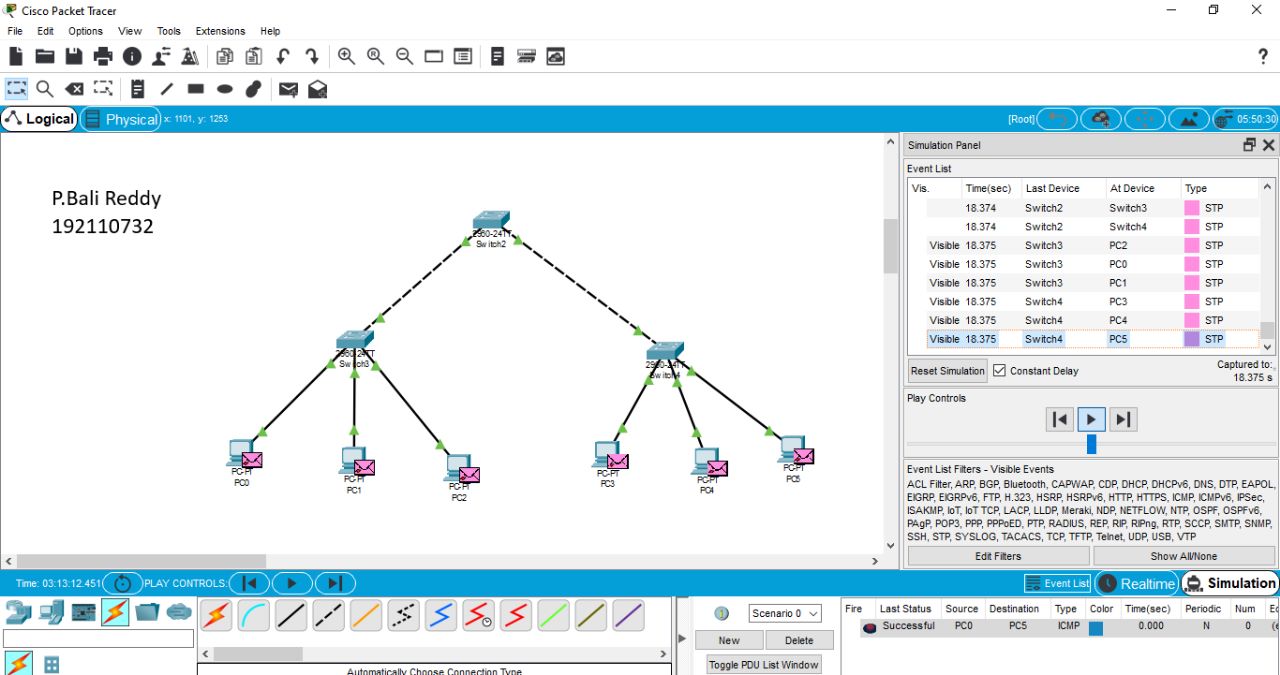 Cisco Packet Tracer
File Edit Options View Tools Extensions Help
Logical Physical x: 1101, y: 1253 [Root] 05:50:30
P.Bali Reddy
192110732
2960-24TT
Switch2
2960-24TT
Switch3
2960-24TT
Switch4
PC-PT
PC0
PC-PT
PC1
PC-PT
PC2
PC-PT
PC3
PC-PT
PC4
PC-PT
PC5
Simulation Panel
Event List
Vis. Time(sec) Last Device At Device Type
18.374 Switch2 Switch3 STP
18.374 Switch2 Switch4 STP
Visible 18.375 Switch3 PC2 STP
Visible 18.375 Switch3 PC0 STP
Visible 18.375 Switch3 PC1 STP
Visible 18.375 Switch4 PC3 STP
Visible 18.375 Switch4 PC4 STP
Visible 18.375 Switch4 PC5 STP
Reset Simulation Constant Delay Captured to:
18.375 s
Play Controls
Event List Filters - Visible Events
ACL Filter, ARP, BGP, Bluetooth, CAPWAP, CDP, DHCP, DHCPv6, DNS, DTP, EAPOL,
EIGRP, EIGRPv6, FTP, H.323, HSRP, HSRPv6, HTTP, HTTPS, ICMP, ICMPv6, IPSec,
ISAKMP, IoT, IoT TCP, LACP, LLDP, Meraki, NDP, NETFLOW, NTP, OSPF, OSPFv6,
PAgP, POP3, PPP, PPPoED, PTP, RADIUS, REP, RIP, RIPng, RTP, SCCP, SMTP, SNMP,
SSH, STP, SYSLOG, TACACS, TCP, TFTP, Telnet, UDP, USB, VTP
Edit Filters Show All/None
Time: 03:13:12.451 PLAY CONTROLS: Event List Realtime Simulation
Scenario 0
New Delete
Toggle PDU List Window
Fire Last Status Source Destination Type Color Time(sec) Periodic Num
Successful PC0 PC5 ICMP 0.000 N 0
Automatically Choose Connection Type